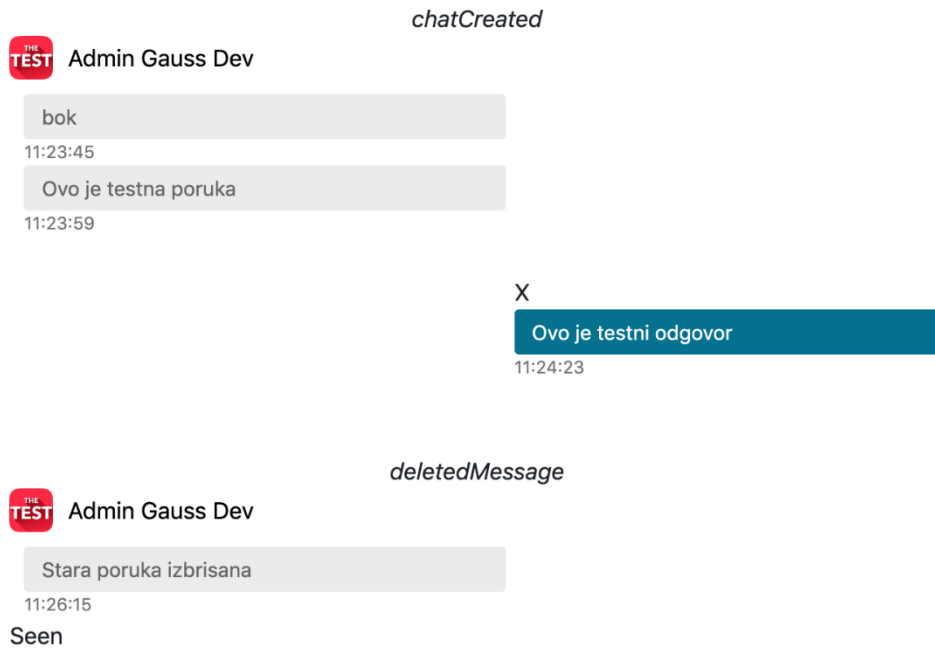 chatCreated
THE
TEST
Admin Gauss Dev
bok
11:23:45
Ovo je testna poruka
11:23:59
X
Ovo je testni odgovor
11:24:23
deletedMessage
THE
TEST
Admin Gauss Dev
Stara poruka izbrisana
11:26:15
Seen